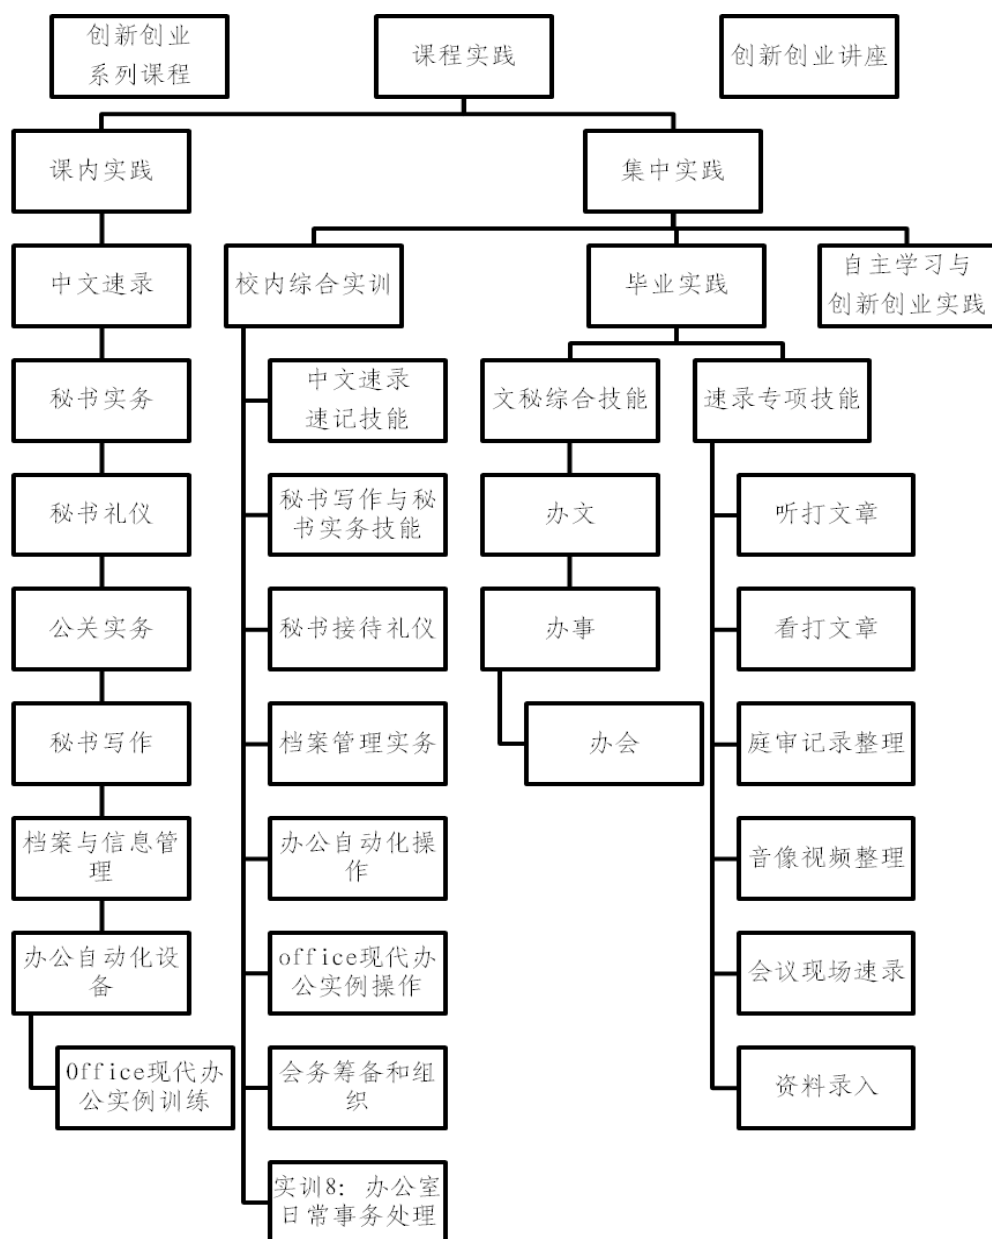 创新创业
系列课程
课程实践
创新创业讲座
课内实践
集中实践
中文速录
校内综合实训
毕业实践
自主学习与
创新创业实践
秘书实务
中文速录
速记技能
文秘综合技能
速录专项技能
秘书礼仪
秘书写作与秘
书实务技能
办文
听打文章
公关实务
秘书接待礼仪
办事
看打文章
秘书写作
档案管理实务
办会
庭审记录整理
档案与信息管
理
办公自动化操
作
音像视频整理
办公自动化设
备
office现代办
公实例操作
会议现场速录
Office现代办
公实例训练
会务筹备和组
织
资料录入
实训8: 办公室
日常事务处理